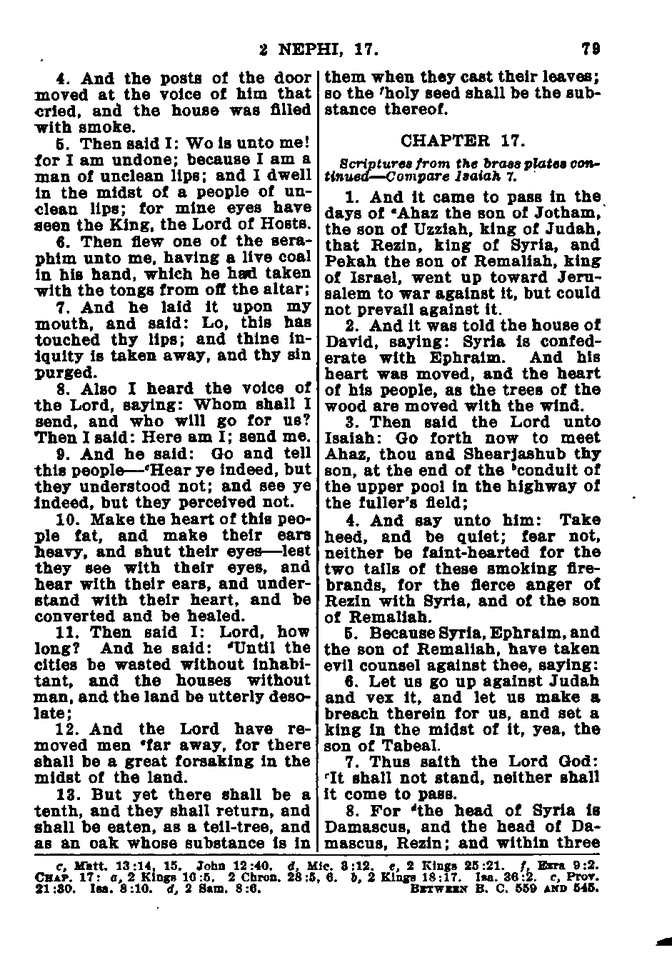 2 NEPHI, 17. 79
4. And the posts of the door
moved at the voice of him that
cried, and the house was filled
with smoke.
5. Then said I: Wo is unto me!
for I am undone; because I am a
man of unclean lips; and I dwell
in the midst of a people of un-
clean lips; for mine eyes have
seen the King, the Lord of Hosts.
6. Then flew one of the sera-
phim unto me, having a live coal
in his hand, which he had taken
with the tongs from off the altar;
7. And he laid it upon my
mouth, and said: Lo, this has
touched thy lips; and thine in-
iquity is taken away, and thy sin
purged.
8. Also I heard the voice of
the Lord, saying: Whom shall I
send, and who will go for us?
Then I said: Here am I; send me.
9. And he said: Go and tell
this people—cHear ye indeed, but
they understood not; and see ye
indeed, but they perceived not.
10. Make the heart of this peo-
ple fat, and make their ears
heavy, and shut their eyes—lest
they see with their eyes, and
hear with their ears, and under-
stand with their heart, and be
converted and be healed.
11. Then said I: Lord, how
long? And he said: dUntil the
cities be wasted without inhabi-
tant, and the houses without
man, and the land be utterly deso-
late;
12. And the Lord have re-
moved men efar away, for there
shall be a great forsaking in the
midst of the land.
13. But yet there shall be a
tenth, and they shall return, and
shall be eaten, as a teil-tree, and
as an oak whose substance is in
them when they cast their leaves;
so the fholy seed shall be the sub-
stance thereof.
CHAPTER 17.
Scriptures from the brass plates con-
tinued—Compare Isaiah 7.
1. And it came to pass in the
days of aAhaz the son of Jotham,
the son of Uzziah, king of Judah,
that Rezin, king of Syria, and
Pekah the son of Remaliah, king
of Israel, went up toward Jeru-
salem to war against it, but could
not prevail against it.
2. And it was told the house of
David, saying: Syria is confed-
erate with Ephraim. And his
heart was moved, and the heart
of his people, as the trees of the
wood are moved with the wind.
3. Then said the Lord unto
Isaiah: Go forth now to meet
Ahaz, thou and Shearjashub thy
son, at the end of the bconduit of
the upper pool in the highway of
the fuller's field;
4. And say unto him: Take
heed, and be quiet; fear not,
neither be faint-hearted for the
two tails of these smoking fire-
brands, for the fierce anger of
Rezin with Syria, and of the son
of Remaliah.
5. Because Syria, Ephraim, and
the son of Remaliah, have taken
evil counsel against thee, saying:
6. Let us go up against Judah
and vex it, and let us make a
breach therein for us, and set a
king in the midst of it, yea, the
son of Tabeal.
7. Thus saith the Lord God:
cIt shall not stand, neither shall
it come to pass.
8. For dthe head of Syria is
Damascus, and the head of Da-
mascus, Rezin; and within three
c, Matt. 13:14, 15. John 12:40. d, Mic. 3:12. e, 2 Kings 25:21. f, Ezra 9:2.
CHAP. 17: a, 2 Kings 16:5. 2 Chron. 28:5, 6. b, 2 Kings 18:17. Isa. 36:2. c, Prov.
21:30. Isa. 8:10. d, 2 Sam. 8:6. BETWEEN B. C. 559 AND 545.